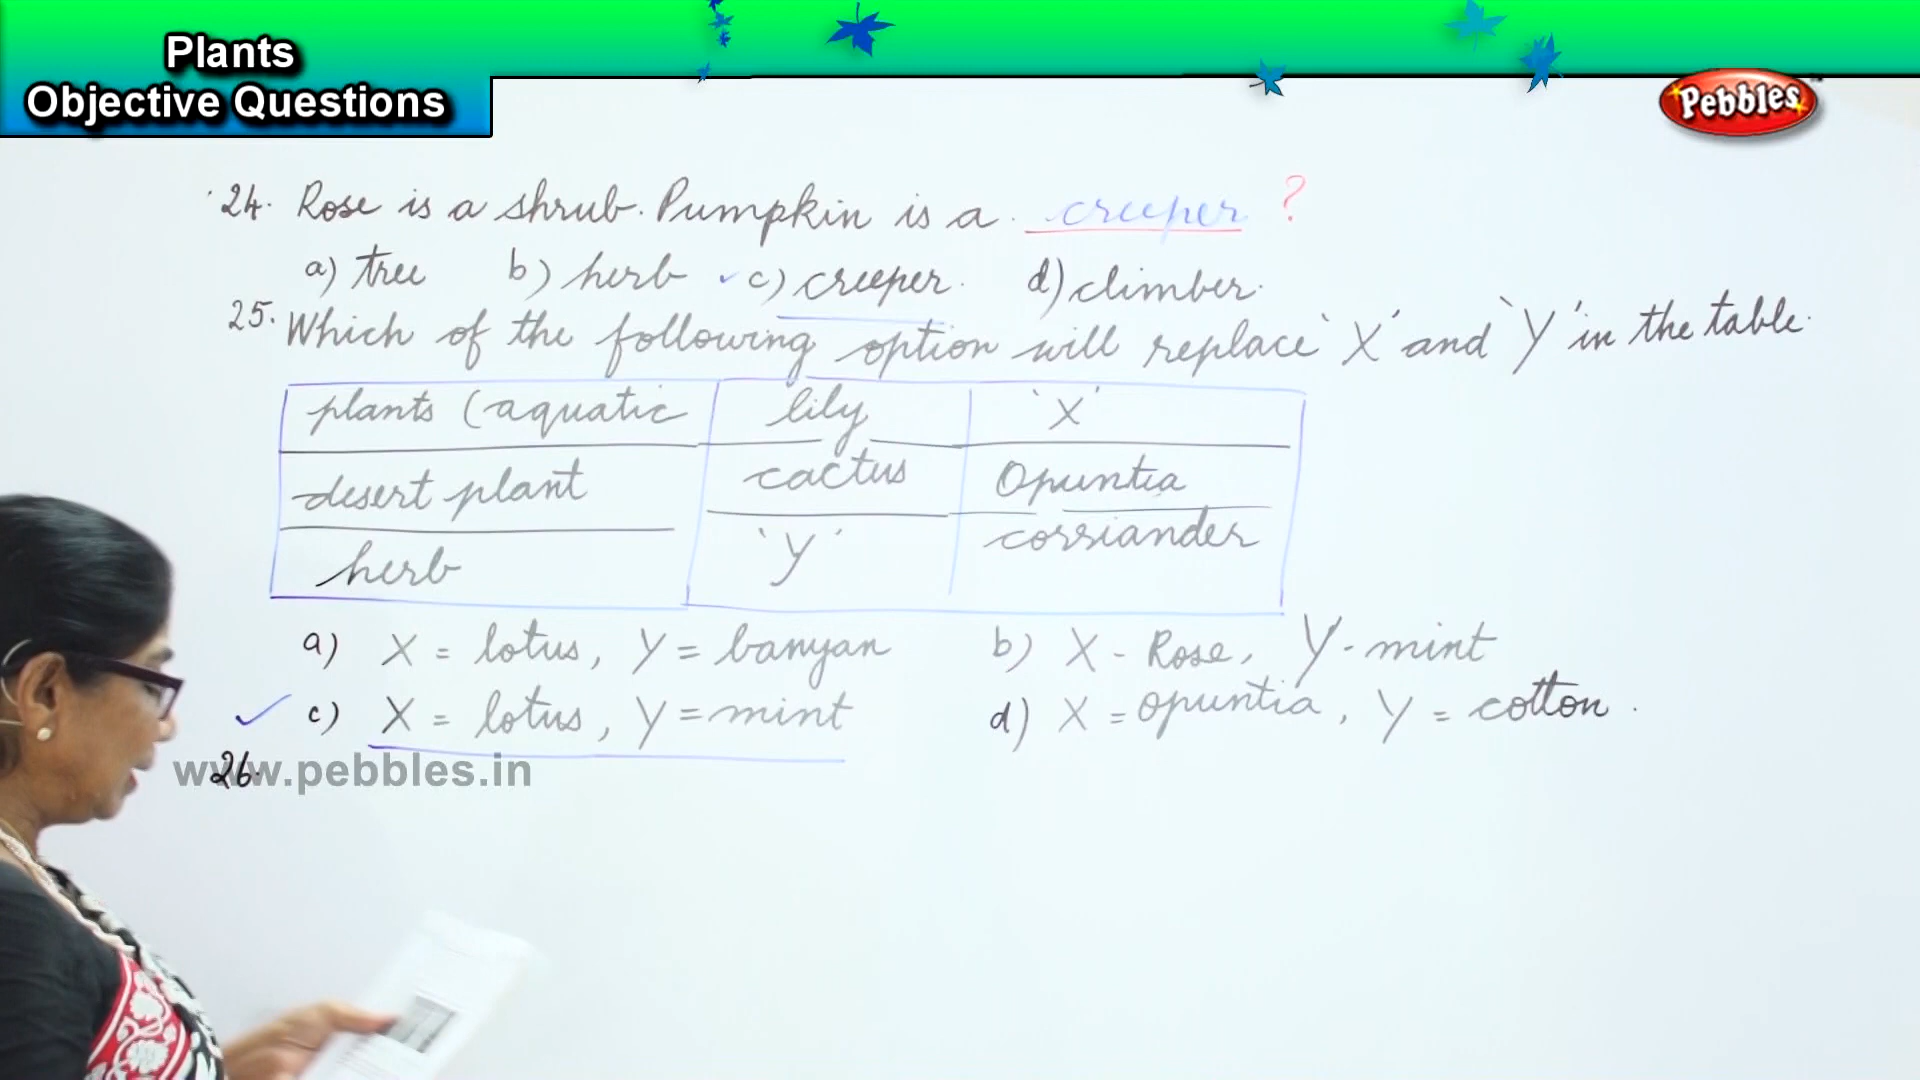 Plants
Objective Questions
Pebbles
24. Rose is a shrub. Pumpkin is a creeper ?
a) tree b) herb c) creeper. d) climber.
25. Which of the following option will replace 'X' and 'Y' in the table.
plants (aquatic lily 'X'
desert plant cactus Opuntia
herb 'Y' corriander
a) X = lotus, Y = banyan b) X - Rose, Y - mint
c) X = lotus, Y = mint d) X = opuntia, Y = cotton.
26.
www.pebbles.in